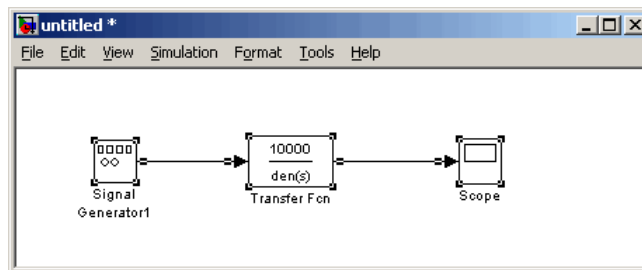 untitled *
File Edit View Simulation Format Tools Help
10000
den(s)
Signal
Generator1
Transfer Fcn
Scope